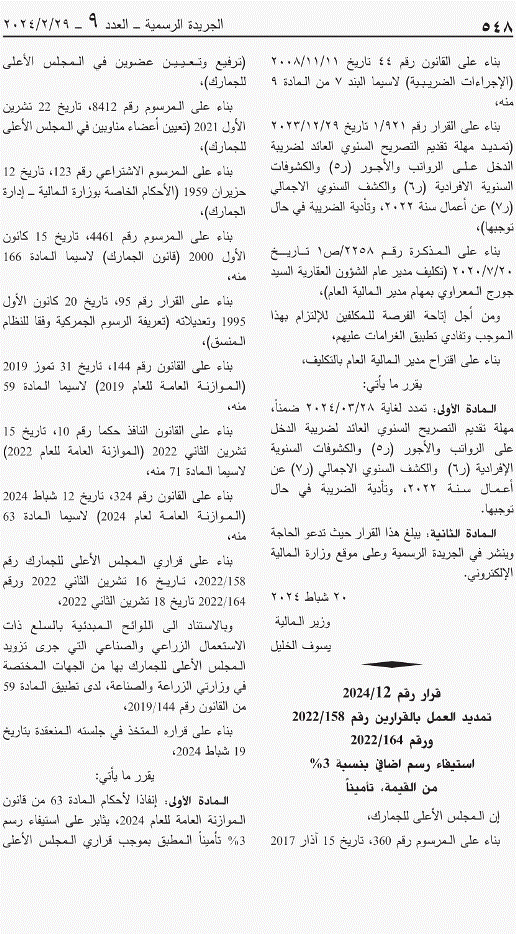 ٥٤٨
الجريدة الرسمية ــ العدد ٩ ــ ٢٠٢٤/٢/٢٩
بناء على القانون رقم ٤٤ تاريخ ٢٠٠٨/١١/١١
(الإجراءات الضريبية) لاسيما البند ٧ من المادة ٩
منه،
بناء على القرار رقم ١/٩٢١ تاريخ ٢٠٢٣/١٢/٢٩
(تمديد مهلة تقديم التصريح السنوي العائد لضريبة
الدخل على الرواتب والأجور (ر٥) والكشوفات
السنوية الافرادية (ر٦) والكشف السنوي الاجمالي
(ر٧) عن أعمال سنة ٢٠٢٢، وتأدية الضريبة في حال
توجبها)،
بناء على المذكرة رقم ٢٢٥٨/ص١ تاريخ
٢٠٢٠/٧/٢٠ (تكليف مدير عام الشؤون العقارية السيد
جورج المعراوي بمهام مدير المالية العام)،
ومن أجل إتاحة الفرصة للمكلفين للإلتزام بهذا
الموجب وتفادي تطبيق الغرامات عليهم،
بناء على اقتراح مدير المالية العام بالتكليف،
يقرر ما يأتي:
المادة الأولى: تمدد لغاية ٢٠٢٤/٠٣/٢٨ ضمناً،
مهلة تقديم التصريح السنوي العائد لضريبة الدخل
على الرواتب والأجور (ر٥) والكشوفات السنوية
الإفرادية (ر٦) والكشف السنوي الاجمالي (ر٧) عن
أعمال سنة ٢٠٢٢، وتأدية الضريبة في حال
توجبها.
المادة الثانية: يبلغ هذا القرار حيث تدعو الحاجة
وينشر في الجريدة الرسمية وعلى موقع وزارة المالية
الإلكتروني.
٢٠ شباط ٢٠٢٤
وزير المالية
يسوف الخليل
قرار رقم 2024/12
تمديد العمل بالقرارين رقم 2022/158
ورقم 2022/164
استيفاء رسم اضافي بنسبة 3%
من القيمة، تأميناً
إن المجلس الأعلى للجمارك،
بناء على المرسوم رقم 360، تاريخ 15 آذار 2017
(ترفيع وتعيين عضوين في المجلس الأعلى
للجمارك)،
بناء على المرسوم رقم 8412، تاريخ 22 تشرين
الأول 2021 (تعيين أعضاء مناوبين في المجلس الأعلى
للجمارك)،
بناء على المرسوم الاشتراعي رقم 123، تاريخ 12
حزيران 1959 (الأحكام الخاصة بوزارة المالية – إدارة
الجمارك)،
بناء على المرسوم رقم 4461، تاريخ 15 كانون
الأول 2000 (قانون الجمارك) لاسيما المادة 166
منه،
بناء على القرار رقم 95، تاريخ 20 كانون الأول
1995 وتعديلاته (تعريفة الرسوم الجمركية وفقا للنظام
المنسق)،
بناء على القانون رقم 144، تاريخ 31 تموز 2019
(الموازنة العامة للعام 2019) لاسيما المادة 59
منه،
بناء على القانون النافذ حكما رقم 10، تاريخ 15
تشرين الثاني 2022 (الموازنة العامة للعام 2022)
لاسيما المادة 71 منه،
بناء على القانون رقم 324، تاريخ 12 شباط 2024
(الموازنة العامة لعام 2024) لاسيما المادة 63
منه،
بناء على قراري المجلس الأعلى للجمارك رقم
2022/158، تاريخ 16 تشرين الثاني 2022 ورقم
2022/164 تاريخ 18 تشرين الثاني 2022،
وبالاستناد الى اللوائح المبدئية بالسلع ذات
الاستعمال الزراعي والصناعي التي جرى تزويد
المجلس الأعلى للجمارك بها من الجهات المختصة
في وزارتي الزراعة والصناعة، لدى تطبيق المادة 59
من القانون رقم 2019/144،
بناء على قراره المتخذ في جلسته المنعقدة بتاريخ
19 شباط 2024،
يقرر ما يأتي:
المادة الأولى: إنفاذا لأحكام المادة 63 من قانون
الموازنة العامة للعام 2024، يثابر على استيفاء رسم
3% تأميناً المطبق بموجب قراري المجلس الأعلى